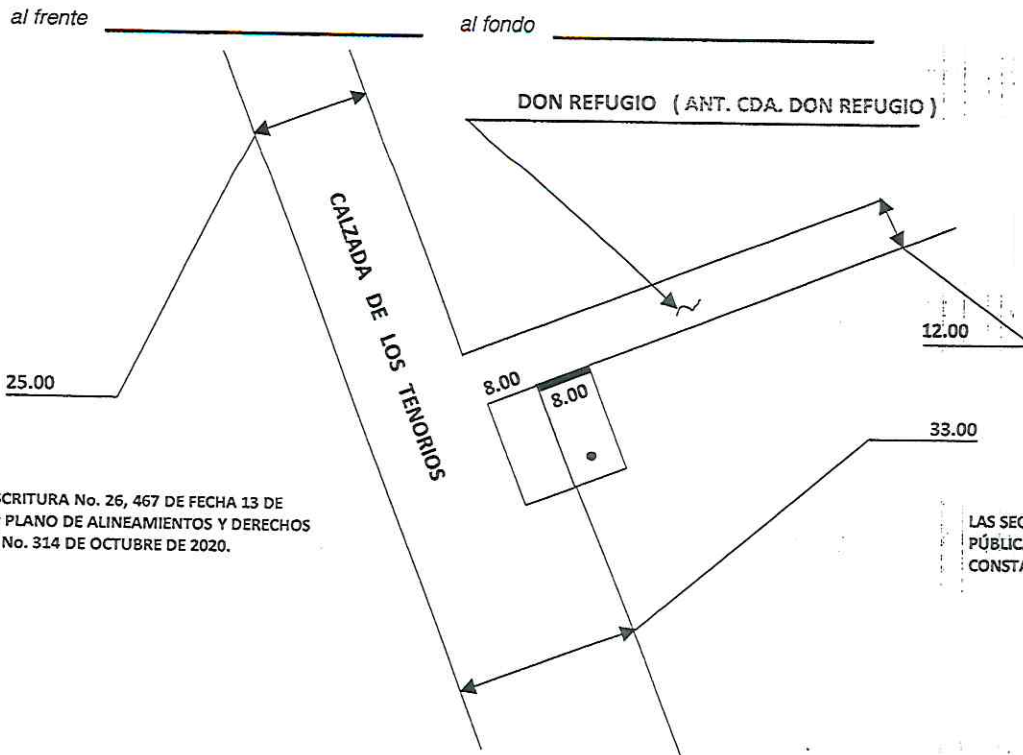 al frente
al fondo
DON REFUGIO ( ANT. CDA. DON REFUGIO )
CALZADA DE LOS TENORIOS
12.00
25.00
8.00
8.00
33.00
SCRITURA No. 26, 467 DE FECHA 13 DE
PLANO DE ALINEAMIENTOS Y DERECHOS
No. 314 DE OCTUBRE DE 2020.
LAS SEC
PÚBLICA
CONSTA